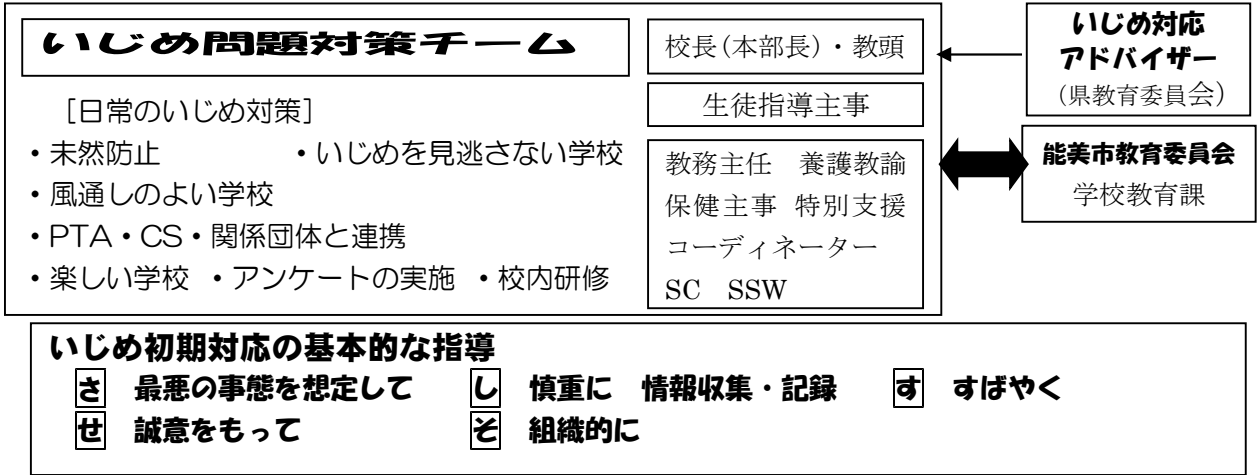 いじめ問題対策チーム
［日常のいじめ対策］
・未然防止　・いじめを見逃さない学校
・風通しのよい学校
・PTA・CS・関係団体と連携
・楽しい学校 ・アンケートの実施 ・校内研修
校長(本部長)・教頭
生徒指導主事
教務主任　養護教諭
保健主事 特別支援
コーディネーター
SC　SSW
いじめ対応
アドバイザー
（県教育委員会）
能美市教育委員会
学校教育課
いじめ初期対応の基本的な指導
さ　最悪の事態を想定して　し　慎重に　情報収集・記録　す　すばやく
せ　誠意をもって　そ　組織的に